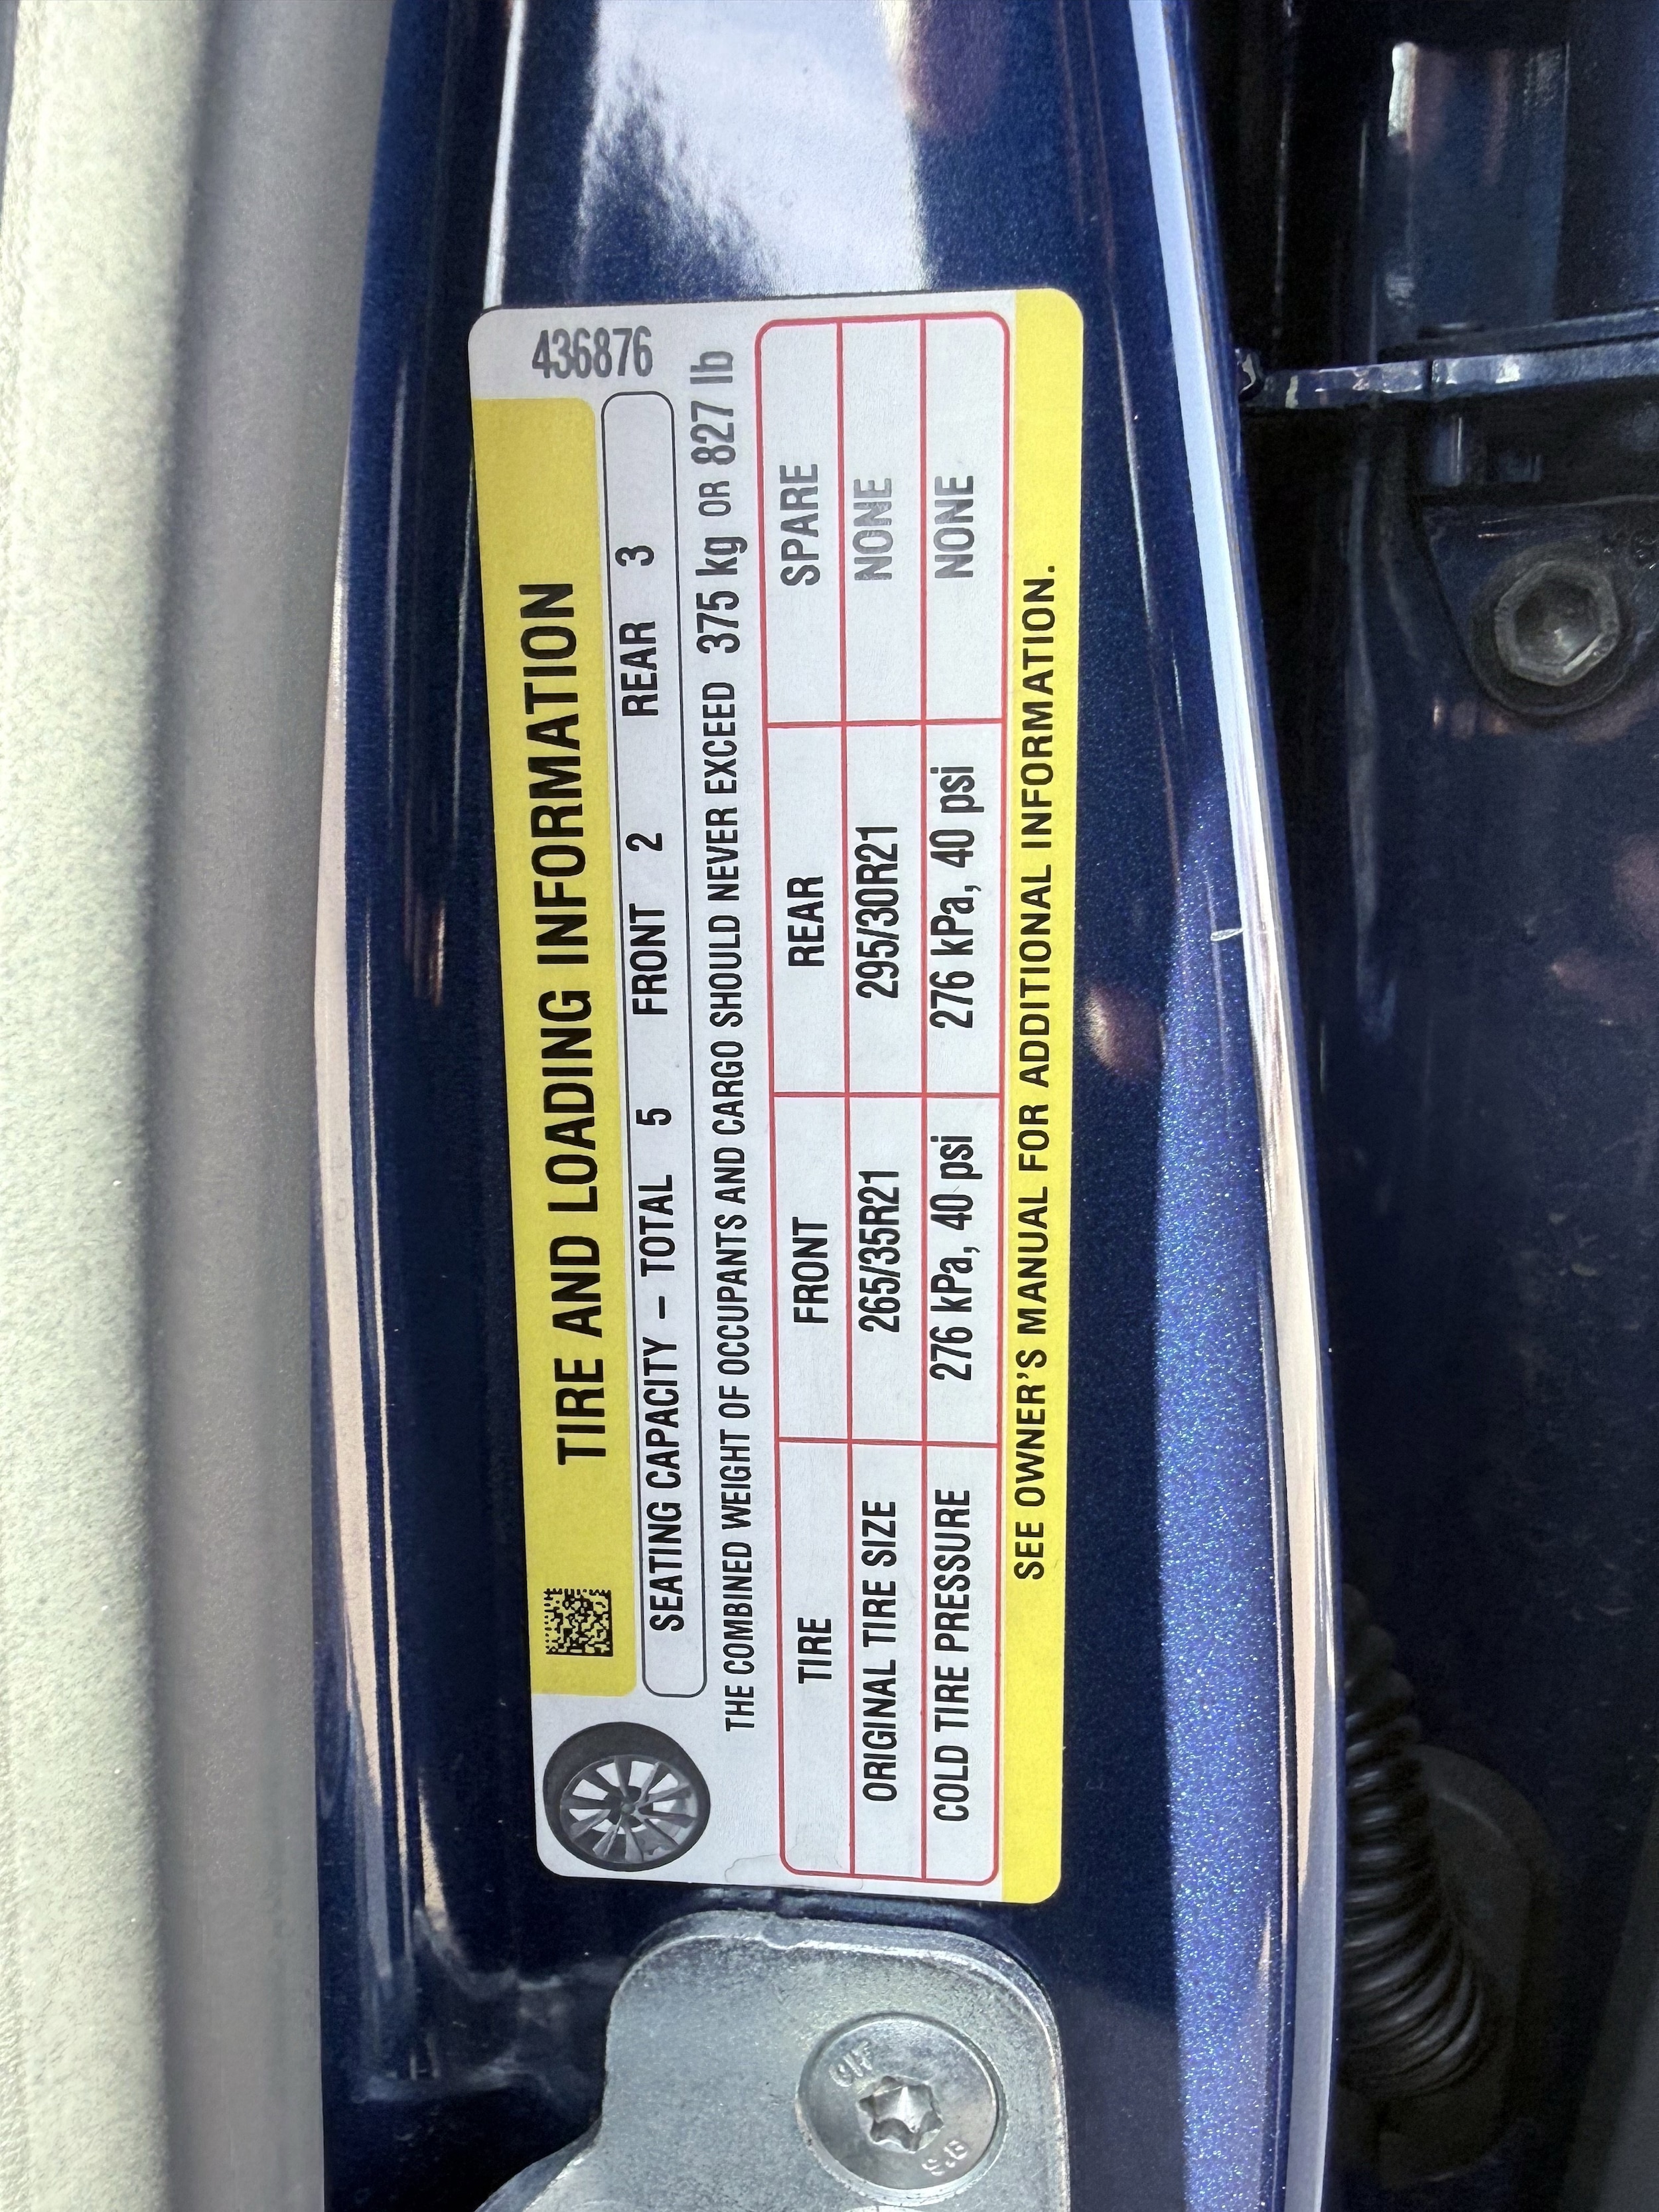 436876
TIRE AND LOADING INFORMATION
SEATING CAPACITY – TOTAL 5 FRONT 2 REAR 3
THE COMBINED WEIGHT OF OCCUPANTS AND CARGO SHOULD NEVER EXCEED 375 kg OR 827 lb
TIRE FRONT REAR SPARE
ORIGINAL TIRE SIZE 265/35R21 295/30R21 NONE
COLD TIRE PRESSURE 276 kPa, 40 psi 276 kPa, 40 psi NONE
SEE OWNER'S MANUAL FOR ADDITIONAL INFORMATION.